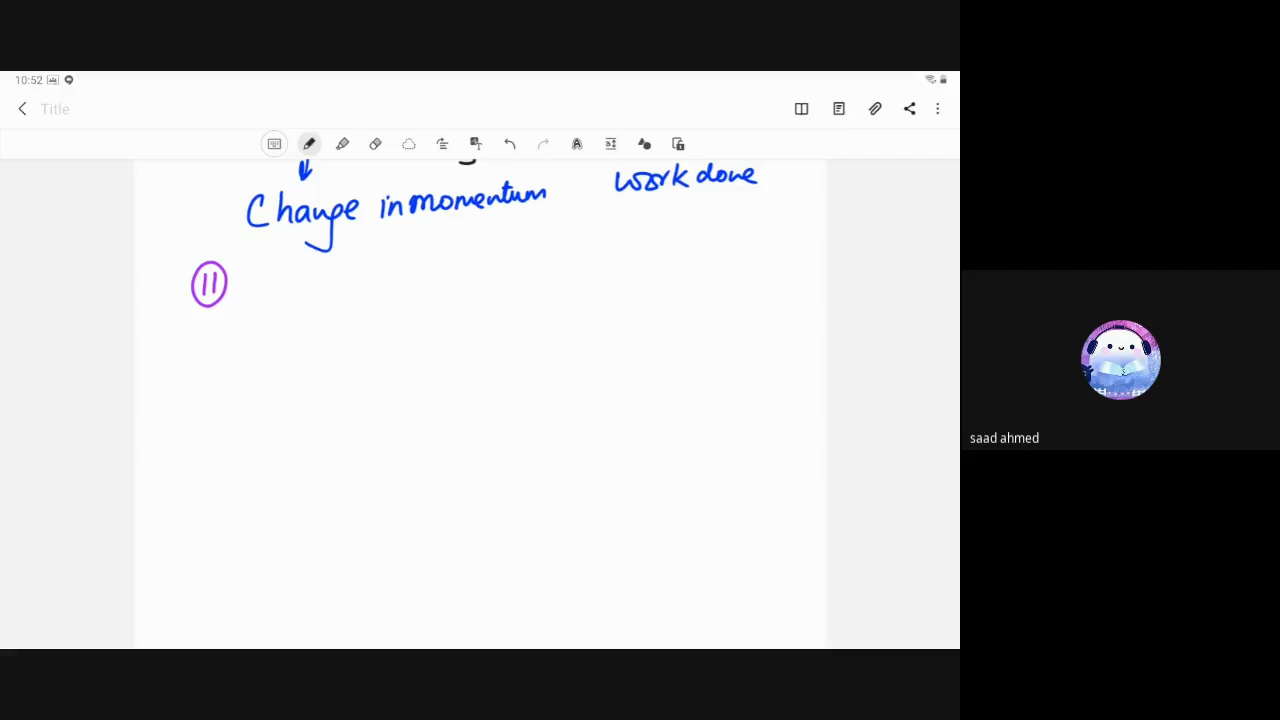 10:52
Title
work done
Change in momentum
11
saad ahmed